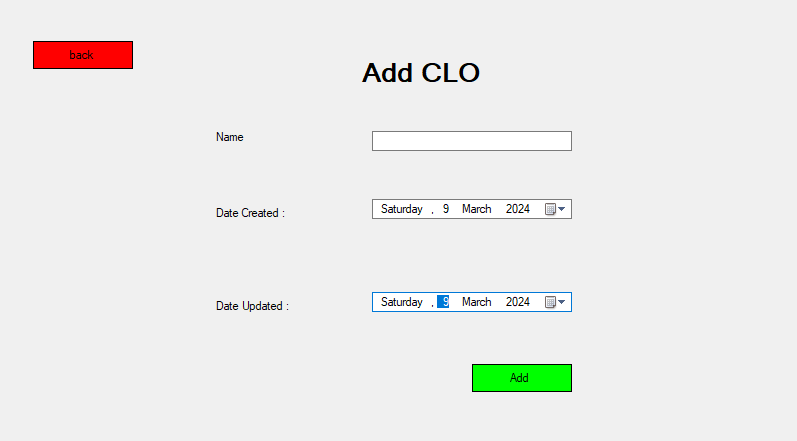 back
Add CLO
Name
Date Created :
Saturday , 9 March 2024
Date Updated :
Saturday , 9 March 2024
Add